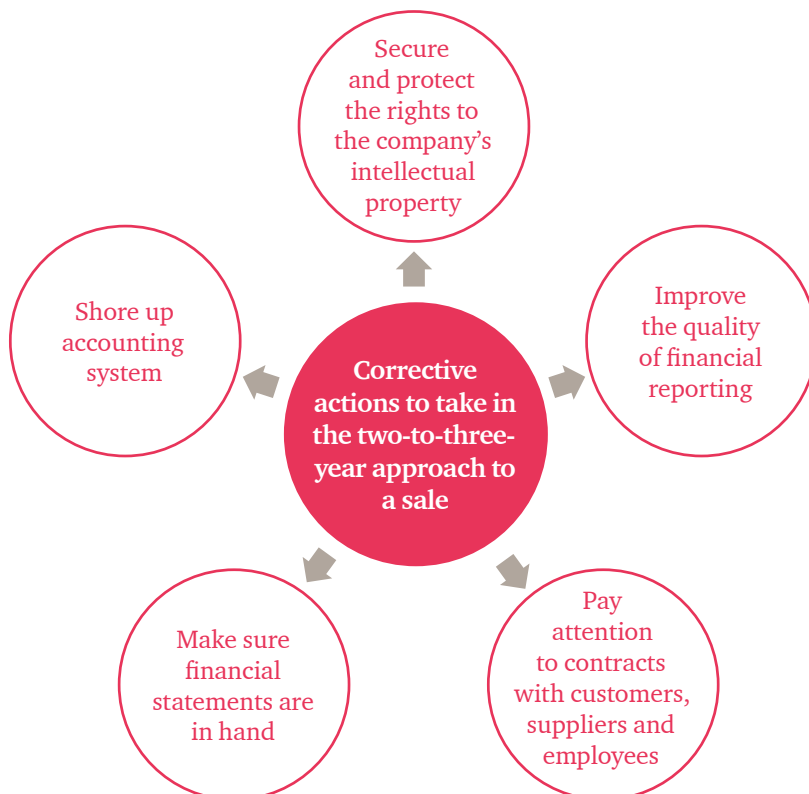 Secure
and protect
the rights to
the company’s
intellectual
property
Shore up
accounting
system
Improve
the quality
of financial
reporting
Corrective
actions to take in
the two-to-three-
year approach to
a sale
Make sure
financial
statements are
in hand
Pay
attention
to contracts
with customers,
suppliers and
employees